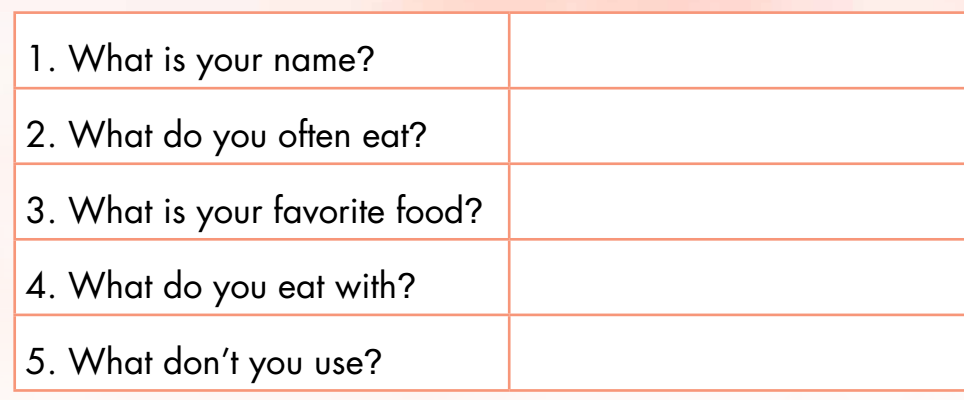 1. What is your name?
2. What do you often eat?
3. What is your favorite food?
4. What do you eat with?
5. What don't you use?